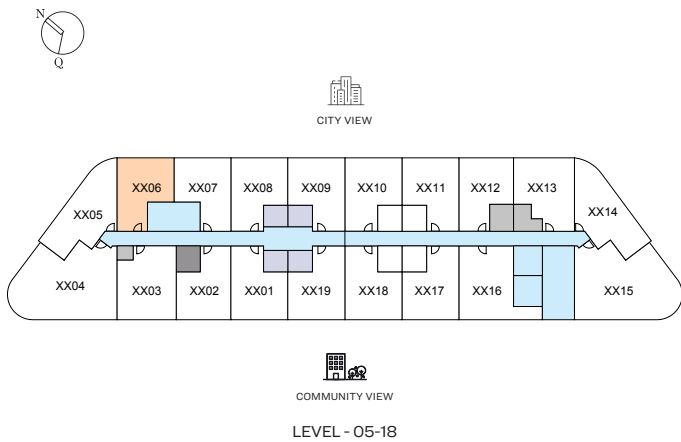 N
Q
CITY VIEW
XX06 XX07 XX08 XX09 XX10 XX11 XX12 XX13
XX05 XX14
XX04 XX03 XX02 XX01 XX19 XX18 XX17 XX16 XX15
COMMUNITY VIEW
LEVEL - 05-18